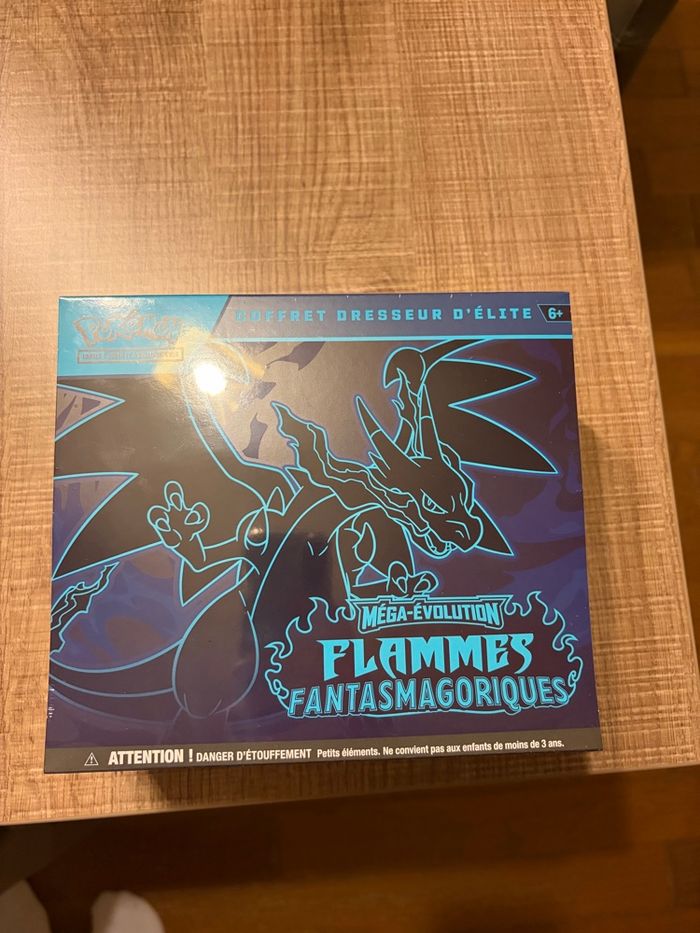 Pokémon
COFFRET DRESSEUR D'ÉLITE
6+
MÉGA-ÉVOLUTION
FLAMMES
FANTASMAGORIQUES
ATTENTION ! DANGER D'ÉTOUFFEMENT Petits éléments. Ne convient pas aux enfants de moins de 3 ans.